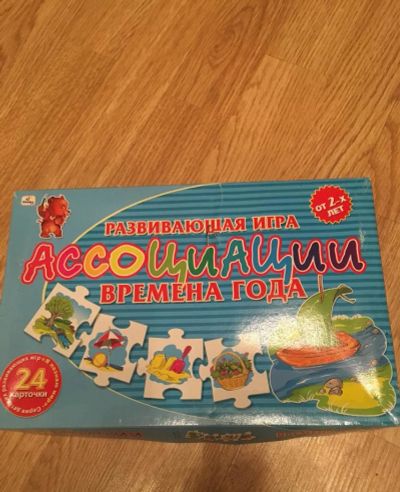 РАЗВИВАЮЩАЯ ИГРА
от 2-х
ЛЕТ
АССОЦИАЦИИ
ВРЕМЕНА ГОДА
24
карточки